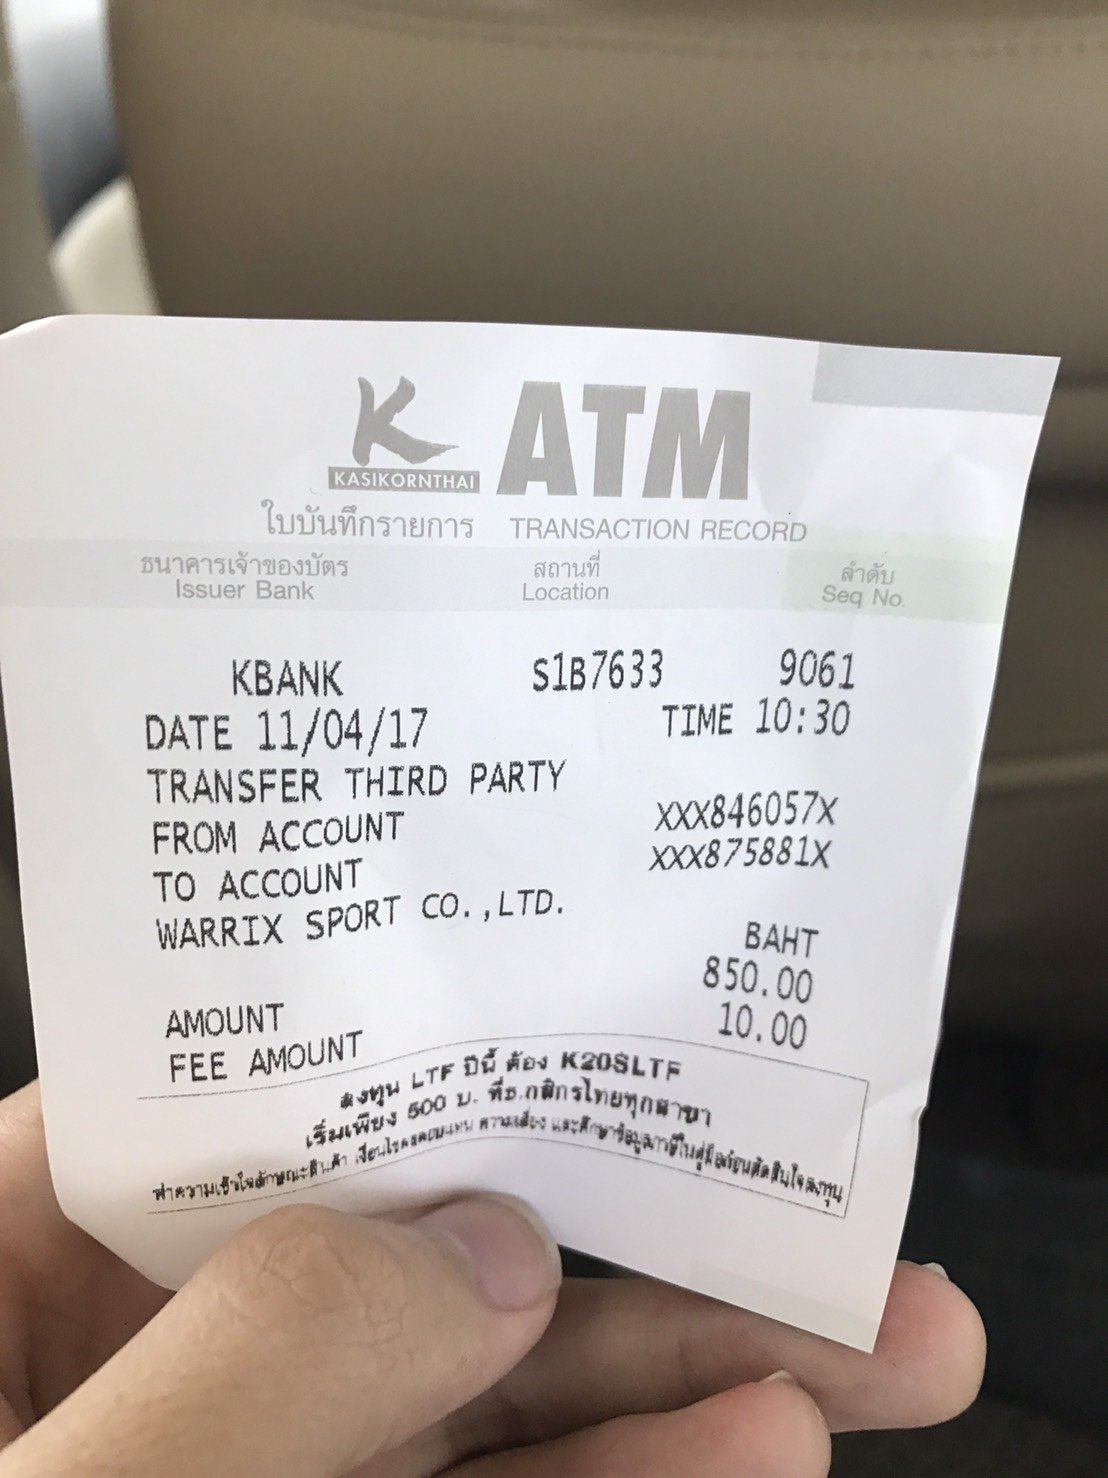 K ATM
KASIKORNTHAI
ใบบันทึกรายการ TRANSACTION RECORD
ธนาคารเจ้าของบัตร สถานที่ ลำดับ
Issuer Bank Location Seq No.
KBANK S1B7633 9061
DATE 11/04/17 TIME 10:30
TRANSFER THIRD PARTY
FROM ACCOUNT XXX846057X
TO ACCOUNT XXX875881X
WARRIX SPORT CO.,LTD.
BAHT
AMOUNT 850.00
FEE AMOUNT 10.00
ลงทุน LTF ปีนี้ ต้อง K20SLTF
เริ่มเพียง 500 บ. ที่ธ.กสิกรไทยทุกสาขา
ทำความเข้าใจลักษณะสินค้า เงื่อนไขผลตอบแทน ความเสี่ยง และศึกษาข้อมูลภาษีในคู่มือก่อนตัดสินใจลงทุน